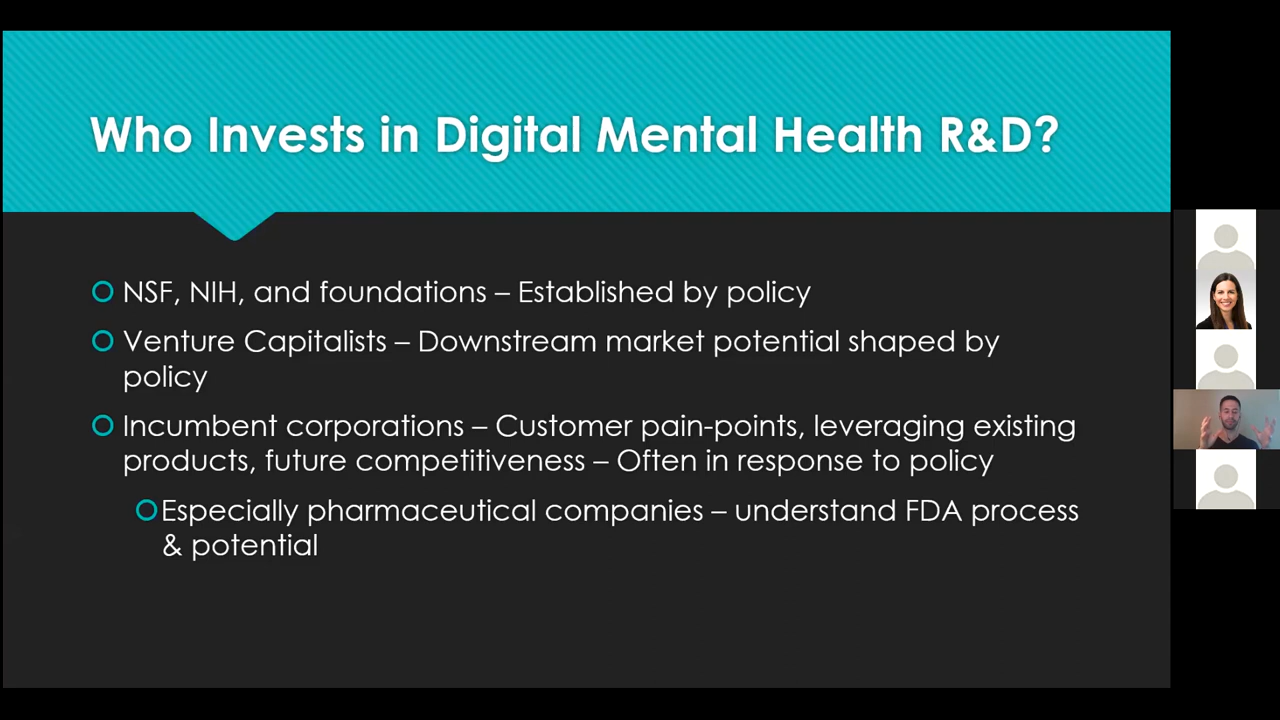 Who Invests in Digital Mental Health R&D?
NSF, NIH, and foundations – Established by policy
Venture Capitalists – Downstream market potential shaped by
policy
Incumbent corporations – Customer pain-points, leveraging existing
products, future competitiveness – Often in response to policy
Especially pharmaceutical companies – understand FDA process
& potential